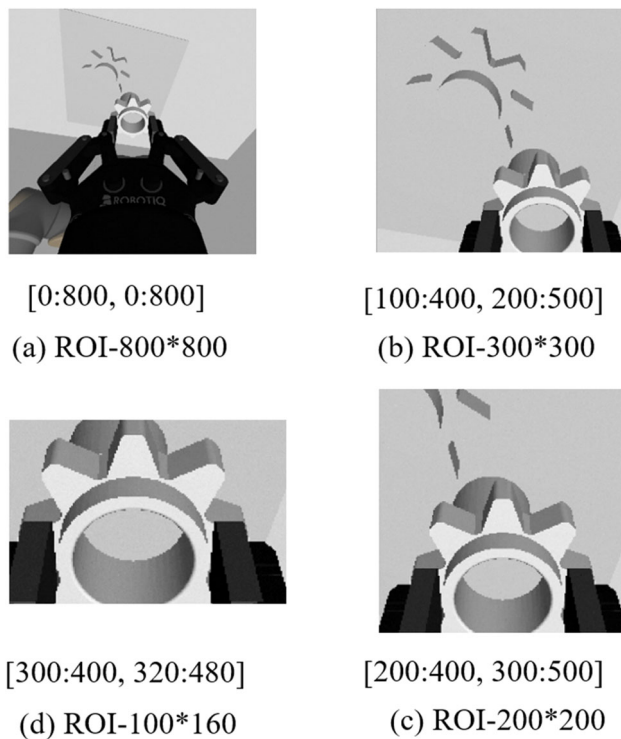 ROBOTIQ
[0:800, 0:800]
(a) ROI-800*800
[100:400, 200:500]
(b) ROI-300*300
[300:400, 320:480]
(d) ROI-100*160
[200:400, 300:500]
(c) ROI-200*200